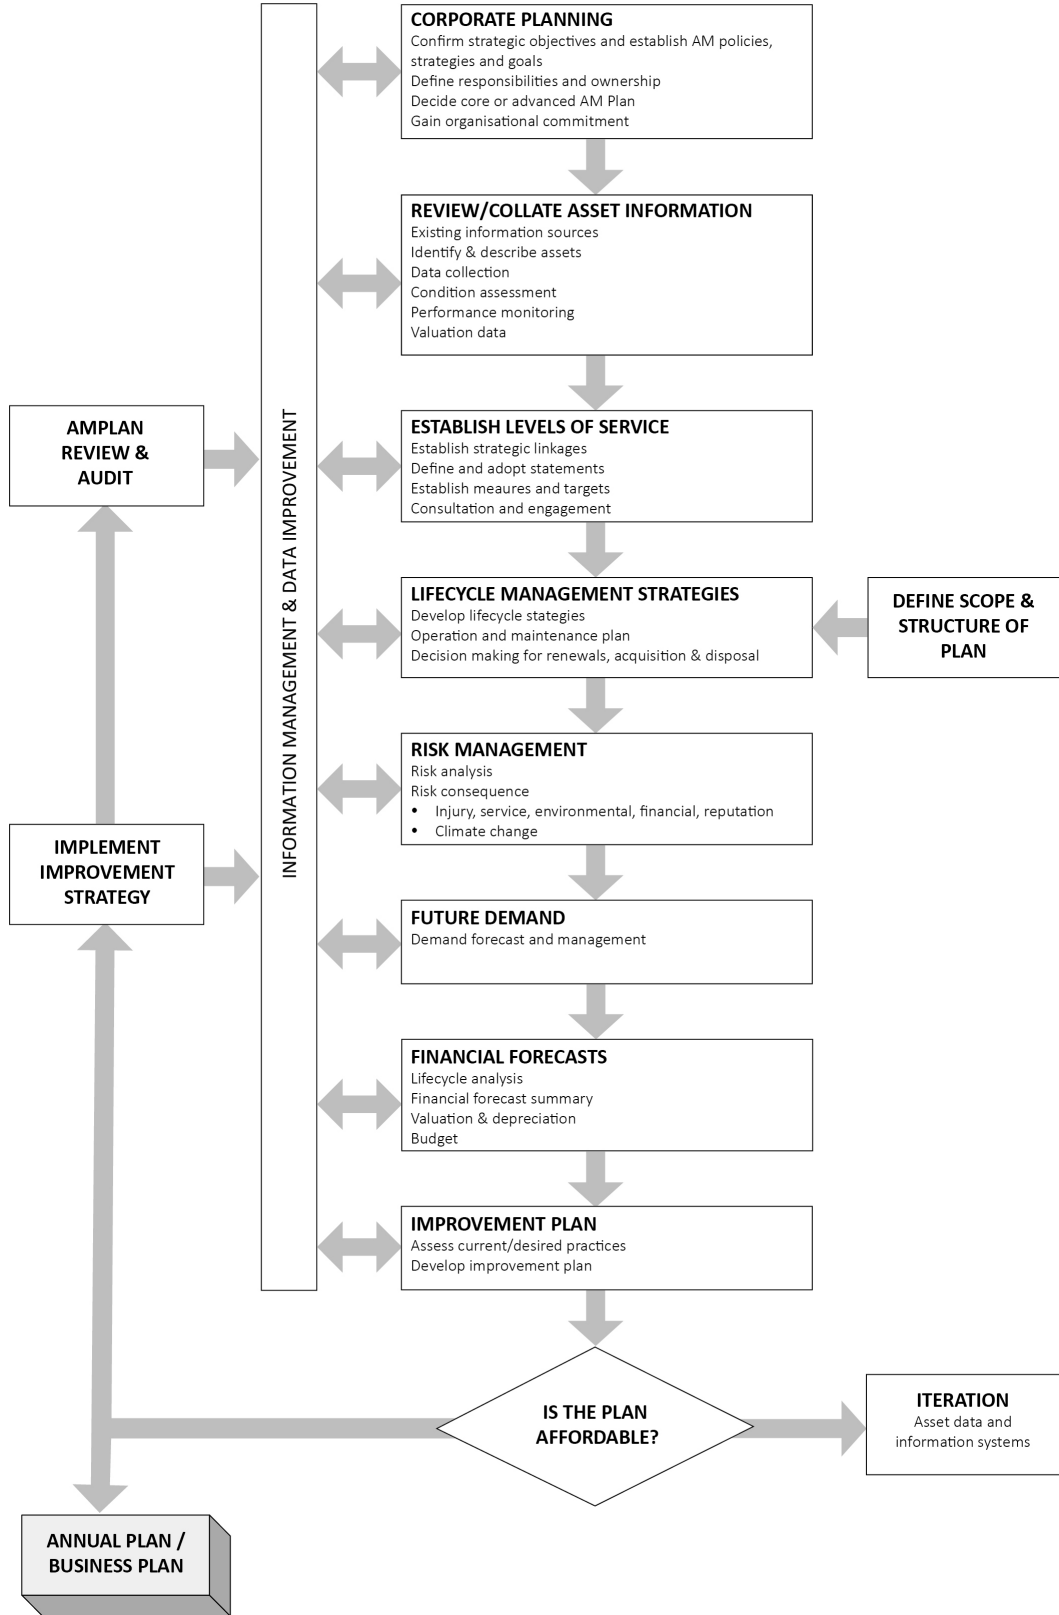 CORPORATE PLANNING
Confirm strategic objectives and establish AM policies,
strategies and goals
Define responsibilities and ownership
Decide core or advanced AM Plan
Gain organisational commitment
REVIEW/COLLATE ASSET INFORMATION
Existing information sources
Identify & describe assets
Data collection
Condition assessment
Performance monitoring
Valuation data
AMPLAN
REVIEW &
AUDIT
INFORMATION MANAGEMENT & DATA IMPROVEMENT
ESTABLISH LEVELS OF SERVICE
Establish strategic linkages
Define and adopt statements
Establish meaures and targets
Consultation and engagement
LIFECYCLE MANAGEMENT STRATEGIES
Develop lifecycle stategies
Operation and maintenance plan
Decision making for renewals, acquisition & disposal
DEFINE SCOPE &
STRUCTURE OF
PLAN
RISK MANAGEMENT
Risk analysis
Risk consequence
• Injury, service, environmental, financial, reputation
• Climate change
IMPLEMENT
IMPROVEMENT
STRATEGY
FUTURE DEMAND
Demand forecast and management
FINANCIAL FORECASTS
Lifecycle analysis
Financial forecast summary
Valuation & depreciation
Budget
IMPROVEMENT PLAN
Assess current/desired practices
Develop improvement plan
IS THE PLAN
AFFORDABLE?
ITERATION
Asset data and
information systems
ANNUAL PLAN /
BUSINESS PLAN